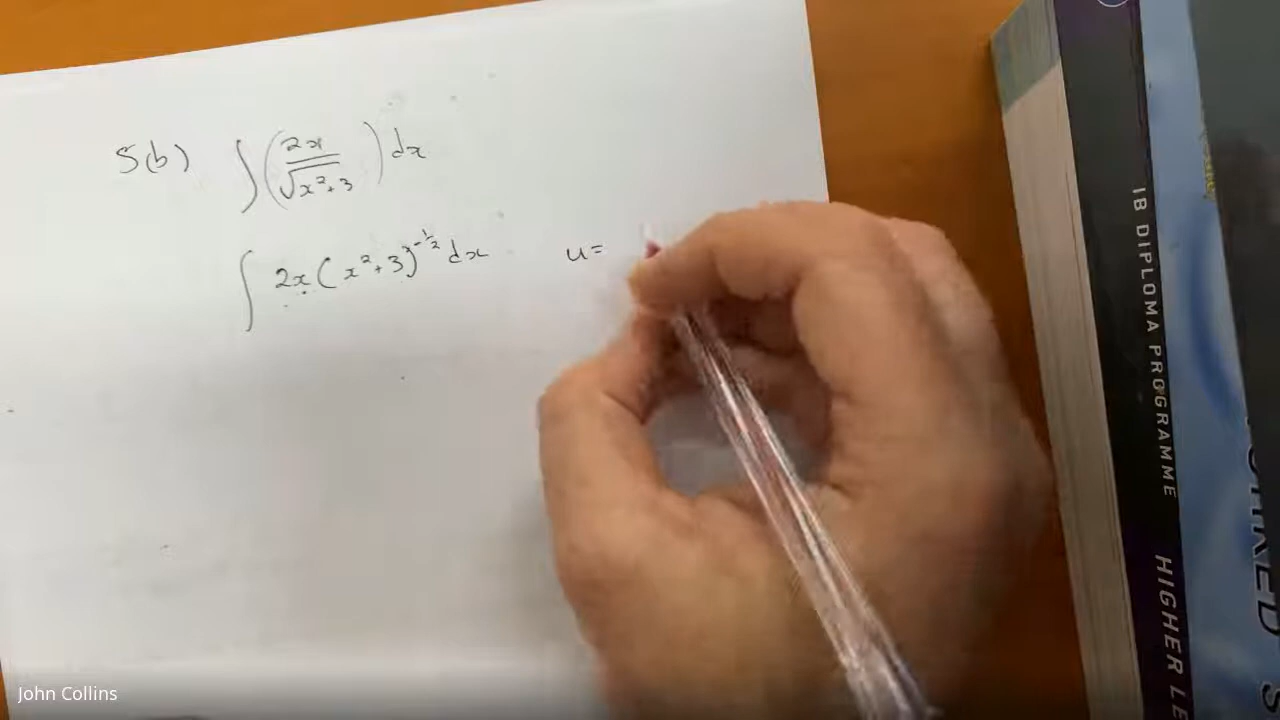 5(b) ∫(2x/√(x²+3))dx
∫2x(x²+3)^(-1/2)dx u=
IB DIPLOMA PROGRAMME HIGHER LE
John Collins